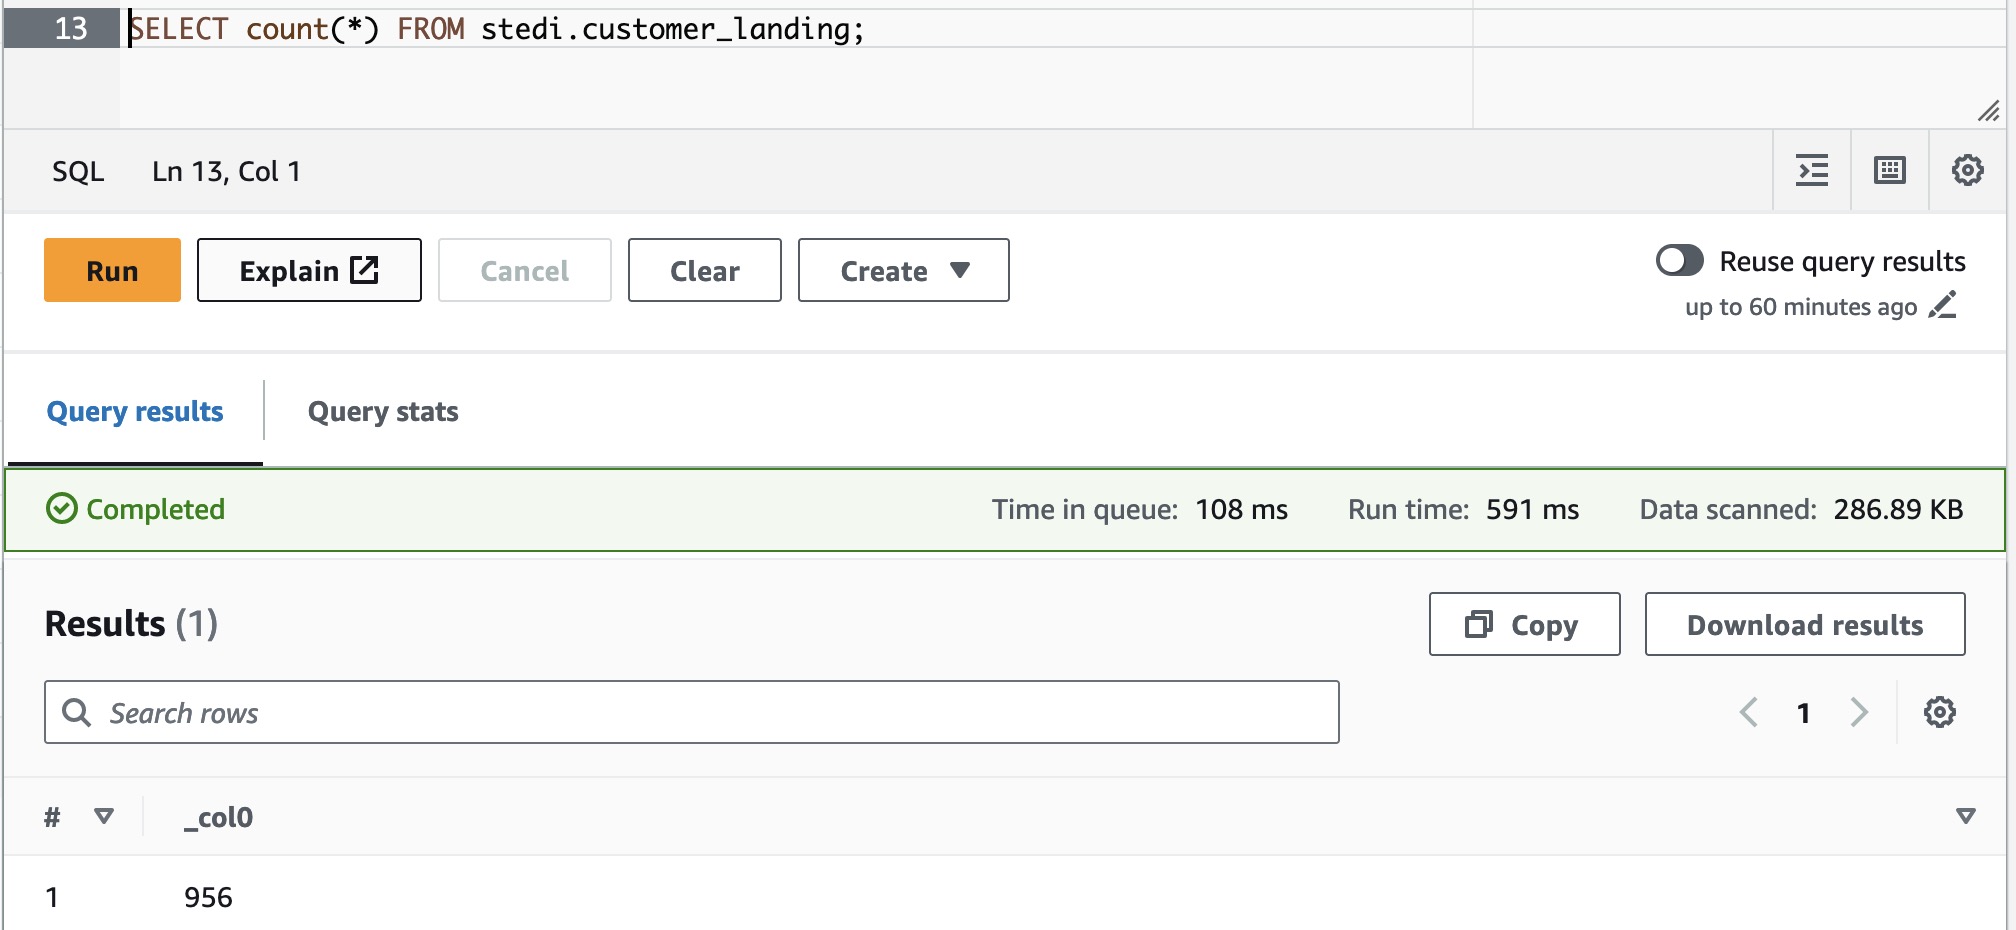 13 SELECT count(*) FROM stedi.customer_landing;
SQL Ln 13, Col 1
Run Explain Cancel Clear Create Reuse query results
up to 60 minutes ago
Query results Query stats
Completed Time in queue: 108 ms Run time: 591 ms Data scanned: 286.89 KB
Results (1) Copy Download results
Search rows 1
# _col0
1 956